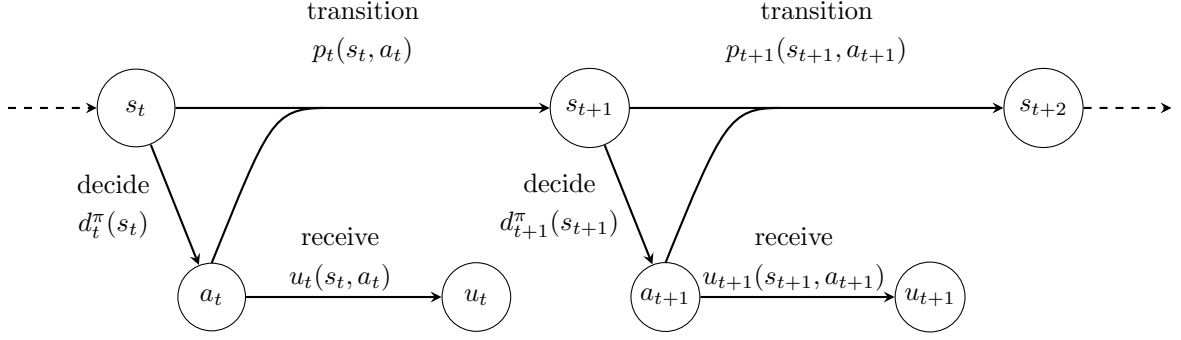 transition transition
p_t(s_t, a_t) p_{t+1}(s_{t+1}, a_{t+1})
s_t s_{t+1} s_{t+2}
decide decide
d_t^π(s_t) d_{t+1}^π(s_{t+1})
receive receive
u_t(s_t, a_t) u_{t+1}(s_{t+1}, a_{t+1})
a_t u_t a_{t+1} u_{t+1}